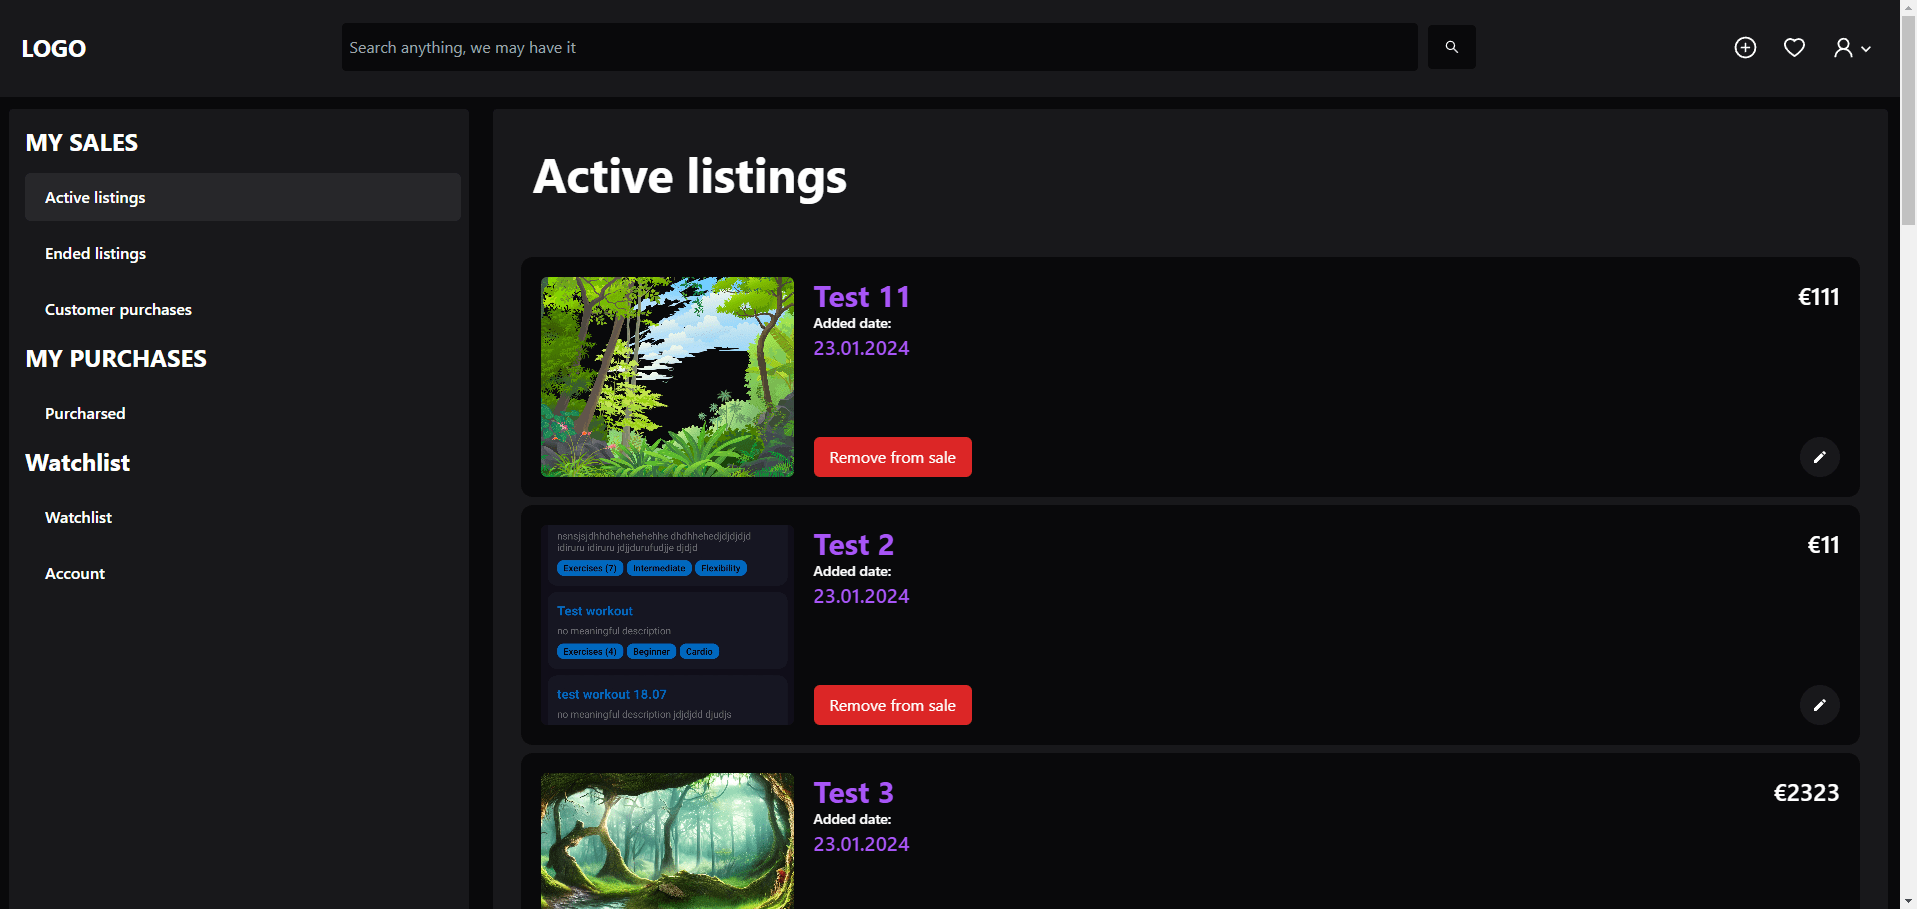 LOGO
Search anything, we may have it
MY SALES
Active listings
Ended listings
Customer purchases
MY PURCHASES
Purcharsed
Watchlist
Watchlist
Account
Active listings
Test 11
€111
Added date:
23.01.2024
Remove from sale
nsnsjsjdhhdhehehehehhe dhdhhehedjdjdjdjd
idiruru idiruru jdjjdurufudjje djdjd
Exercises (7) Intermediate Flexibility
Test workout
no meaningful description
Exercises (4) Beginner Cardio
test workout 18.07
no meaningful description jdjdjdd djudjs
Test 2
€11
Added date:
23.01.2024
Remove from sale
Test 3
€2323
Added date:
23.01.2024